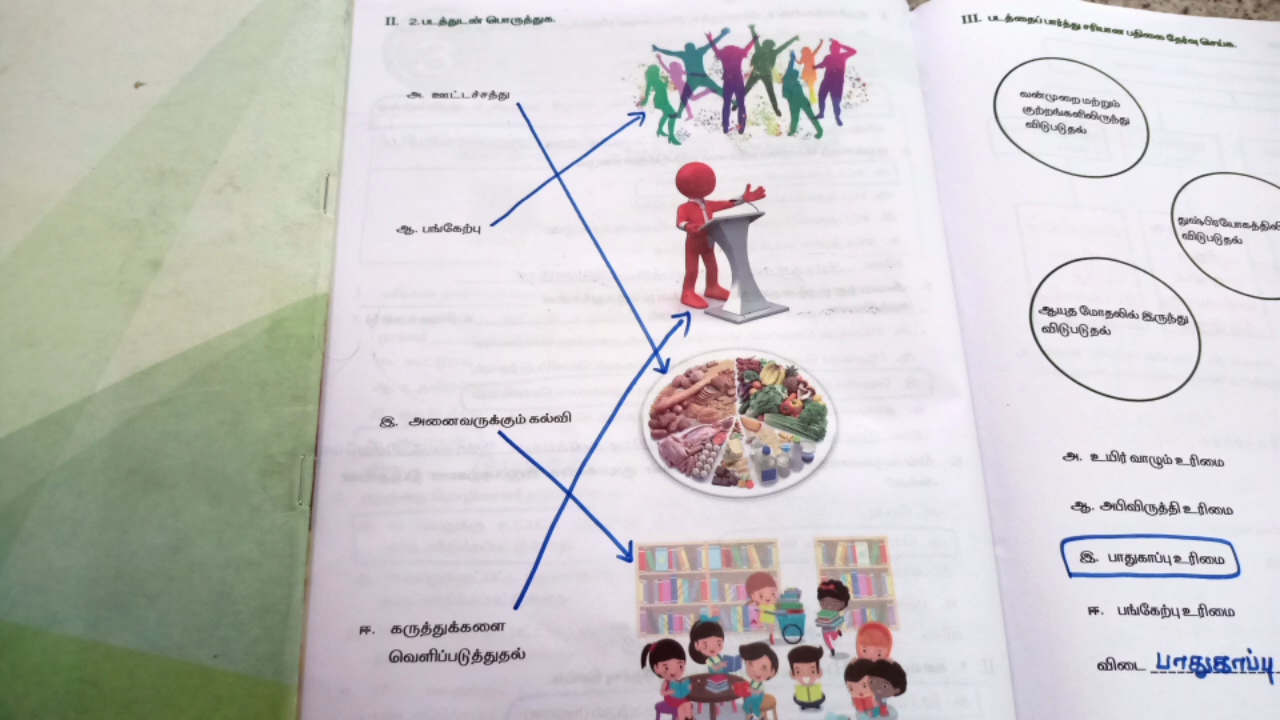 II. 2. படத்துடன் பொருத்துக.
அ. ஊட்டச்சத்து
ஆ. பங்கேற்பு
இ. அனைவருக்கும் கல்வி
ஈ. கருத்துக்களை
வெளிப்படுத்துதல்
III. படத்தைப் பார்த்து சரியான பதிலை தேர்வு செய்க.
வன்முறை மற்றும்
குற்றங்களிலிருந்து
விடுபடுதல்
துஷ்பிரயோகத்தில்
விடுபடுதல்
ஆயுத மோதலில் இருந்து
விடுபடுதல்
அ. உயிர் வாழும் உரிமை
ஆ. அபிவிருத்தி உரிமை
இ. பாதுகாப்பு உரிமை
ஈ. பங்கேற்பு உரிமை
விடை பாதுகாப்பு